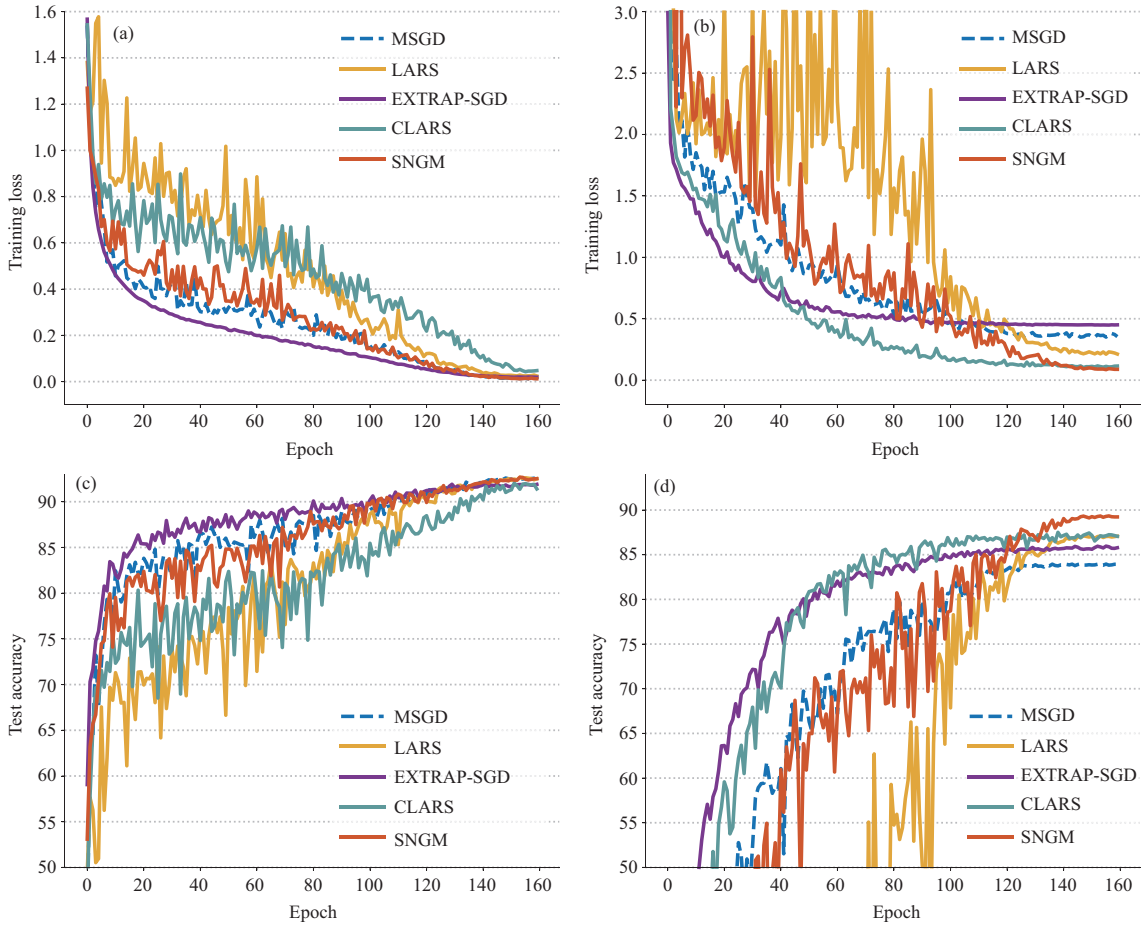 (a)
Training loss
1.6
1.4
1.2
1.0
0.8
0.6
0.4
0.2
0.0
MSGD
LARS
EXTRAP-SGD
CLARS
SNGM
0 20 40 60 80 100 120 140 160
Epoch
(b)
Training loss
3.0
2.5
2.0
1.5
1.0
0.5
0.0
MSGD
LARS
EXTRAP-SGD
CLARS
SNGM
0 20 40 60 80 100 120 140 160
Epoch
(c)
Test accuracy
90
85
80
75
70
65
60
55
50
MSGD
LARS
EXTRAP-SGD
CLARS
SNGM
0 20 40 60 80 100 120 140 160
Epoch
(d)
Test accuracy
90
85
80
75
70
65
60
55
50
MSGD
LARS
EXTRAP-SGD
CLARS
SNGM
0 20 40 60 80 100 120 140 160
Epoch